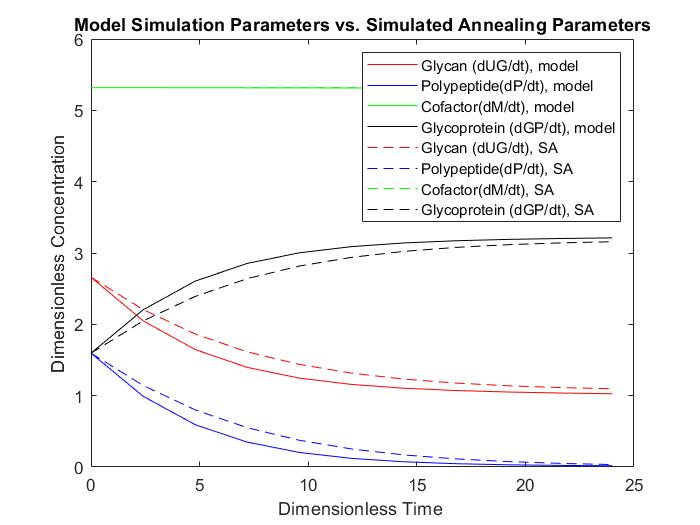 Model Simulation Parameters vs. Simulated Annealing Parameters
6
5
4
3
2
1
0
Dimensionless Concentration
Glycan (dUG/dt), model
Polypeptide(dP/dt), model
Cofactor(dM/dt), model
Glycoprotein (dGP/dt), model
Glycan (dUG/dt), SA
Polypeptide(dP/dt), SA
Cofactor(dM/dt), SA
Glycoprotein (dGP/dt), SA
0 5 10 15 20 25
Dimensionless Time